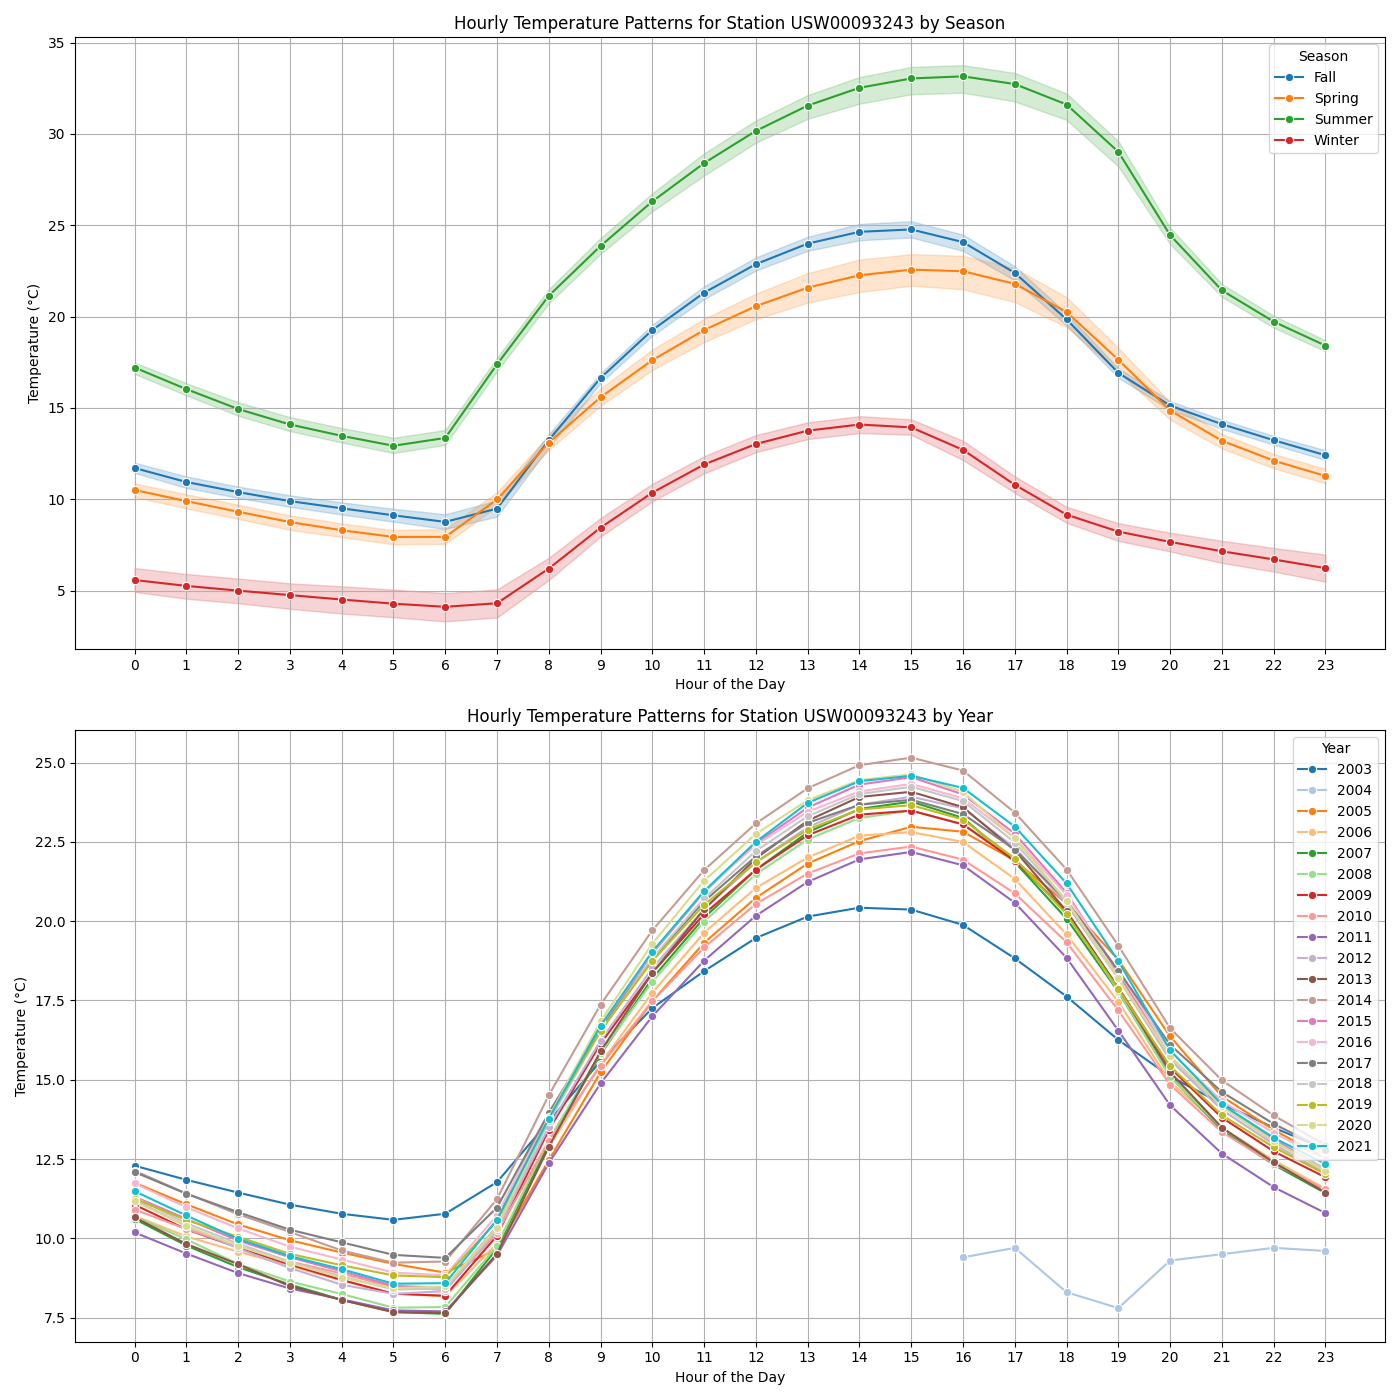 Hourly Temperature Patterns for Station USW00093243 by Season
35
30
25
20
15
10
5
Temperature (°C)
Season
Fall
Spring
Summer
Winter
0 1 2 3 4 5 6 7 8 9 10 11 12 13 14 15 16 17 18 19 20 21 22 23
Hour of the Day
Hourly Temperature Patterns for Station USW00093243 by Year
25.0
22.5
20.0
17.5
15.0
12.5
10.0
7.5
Temperature (°C)
Year
2003
2004
2005
2006
2007
2008
2009
2010
2011
2012
2013
2014
2015
2016
2017
2018
2019
2020
2021
0 1 2 3 4 5 6 7 8 9 10 11 12 13 14 15 16 17 18 19 20 21 22 23
Hour of the Day